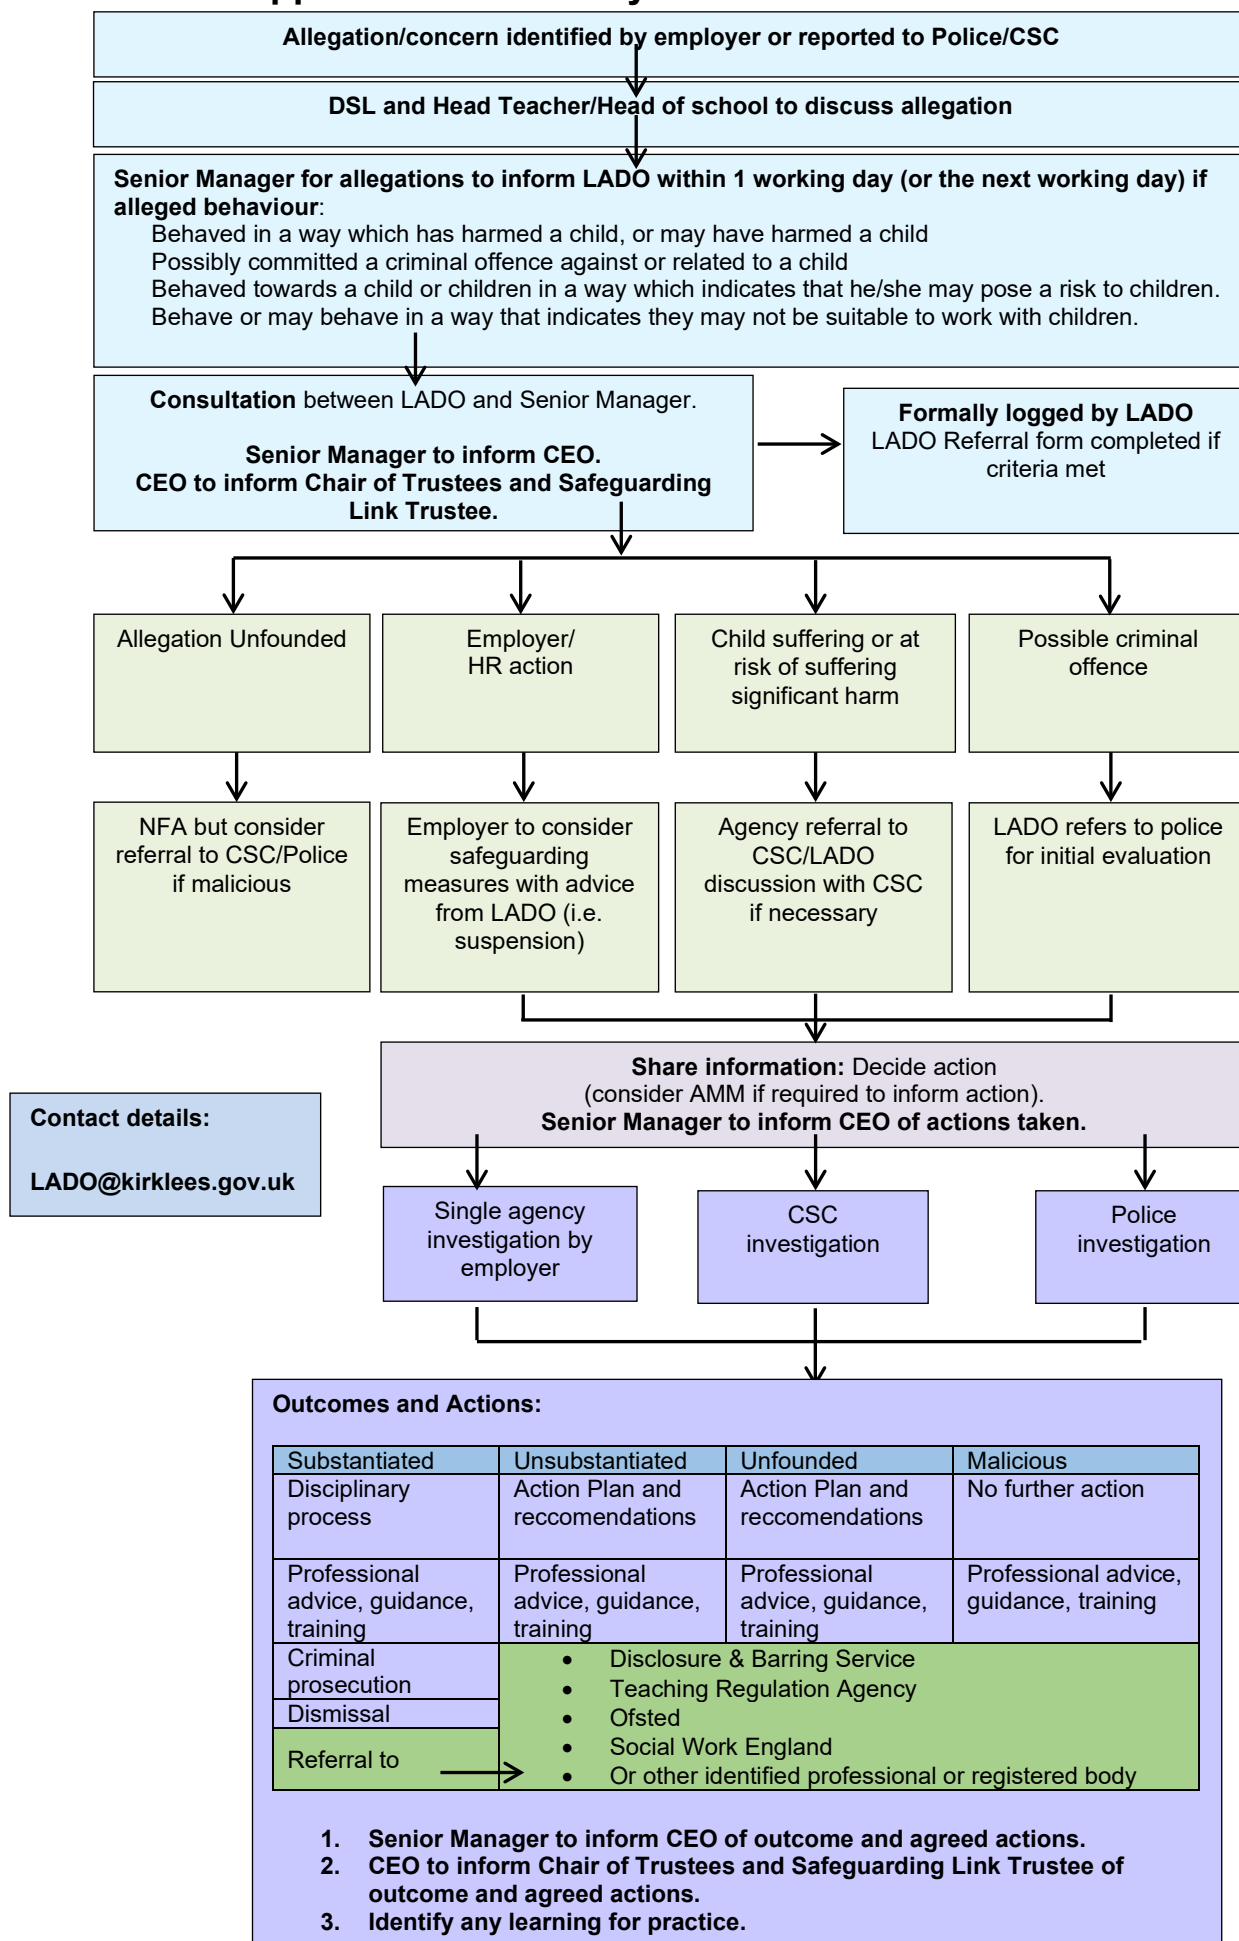 Allegation/concern identified by employer or reported to Police/CSC
DSL and Head Teacher/Head of school to discuss allegation
Senior Manager for allegations to inform LADO within 1 working day (or the next working day) if
alleged behaviour:
Behaved in a way which has harmed a child, or may have harmed a child
Possibly committed a criminal offence against or related to a child
Behaved towards a child or children in a way which indicates that he/she may pose a risk to children.
Behave or may behave in a way that indicates they may not be suitable to work with children.
Consultation between LADO and Senior Manager.
Senior Manager to inform CEO.
CEO to inform Chair of Trustees and Safeguarding
Link Trustee.
Formally logged by LADO
LADO Referral form completed if
criteria met
Allegation Unfounded
Employer/
HR action
Child suffering or at
risk of suffering
significant harm
Possible criminal
offence
NFA but consider
referral to CSC/Police
if malicious
Employer to consider
safeguarding
measures with advice
from LADO (i.e.
suspension)
Agency referral to
CSC/LADO
discussion with CSC
if necessary
LADO refers to police
for initial evaluation
Share information: Decide action
(consider AMM if required to inform action).
Senior Manager to inform CEO of actions taken.
Contact details:
LADO@kirklees.gov.uk
Single agency
investigation by
employer
CSC
investigation
Police
investigation
Outcomes and Actions:
Substantiated
Unsubstantiated
Unfounded
Malicious
Disciplinary
process
Action Plan and
reccomendations
Action Plan and
reccomendations
No further action
Professional
advice, guidance,
training
Professional
advice, guidance,
training
Professional
advice, guidance,
training
Professional advice,
guidance, training
Criminal
prosecution
Dismissal
Referral to
• Disclosure & Barring Service
• Teaching Regulation Agency
• Ofsted
• Social Work England
• Or other identified professional or registered body
1. Senior Manager to inform CEO of outcome and agreed actions.
2. CEO to inform Chair of Trustees and Safeguarding Link Trustee of
outcome and agreed actions.
3. Identify any learning for practice.